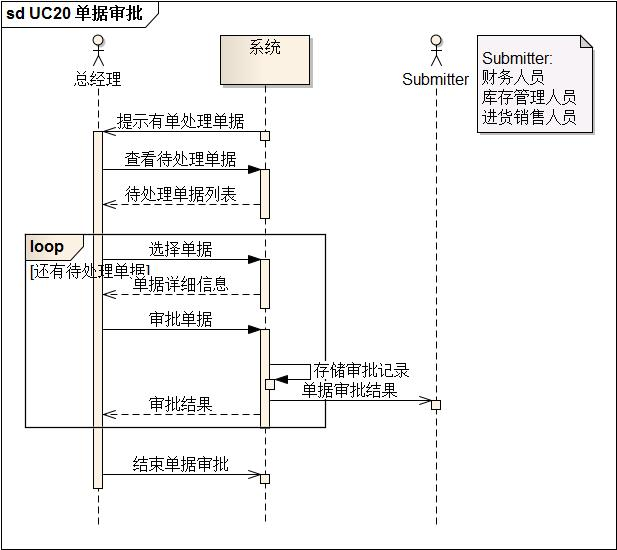 sd UC20 单据审批
总经理
系统
Submitter
Submitter:
财务人员
库存管理人员
进货销售人员
提示有单处理单据
查看待处理单据
待处理单据列表
loop
选择单据
[还有待处理单据]
单据详细信息
审批单据
存储审批记录
单据审批结果
审批结果
结束单据审批